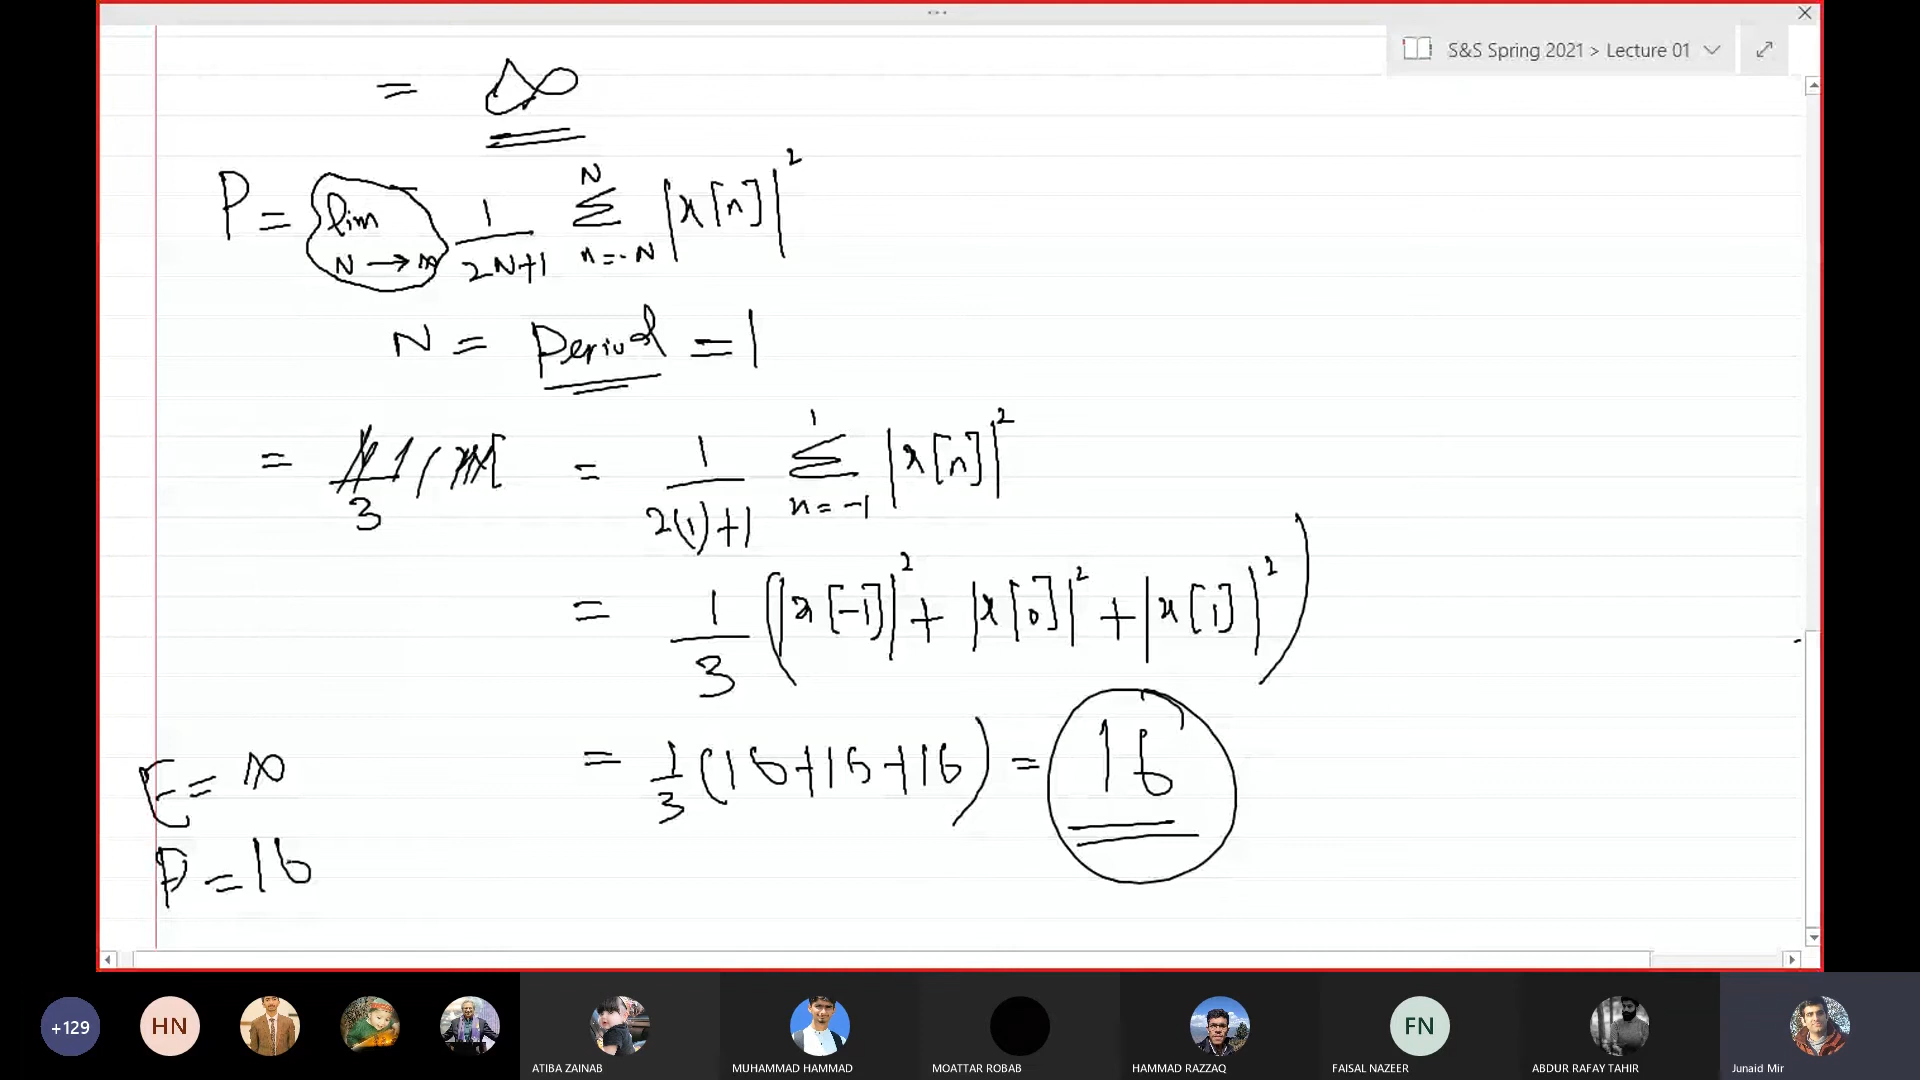 S&S Spring 2021 > Lecture 01
= ∞
P = lim N→∞ 1/(2N+1) Σ n=-N N |x[n]|²
N = Period = 1
= 3 = 1/(2(1)+1) Σ n=-1 1 |x[n]|²
= 1/3 (|x[-1]|² + |x[0]|² + |x[1]|²)
= 1/3 (16+16+16) = 16
E = ∞
P = 16
+129
HN
FN
ATIBA ZAINAB
MUHAMMAD HAMMAD
MOATTAR ROBAB
HAMMAD RAZZAQ
FAISAL NAZEER
ABDUR RAFAY TAHIR
Junaid Mir